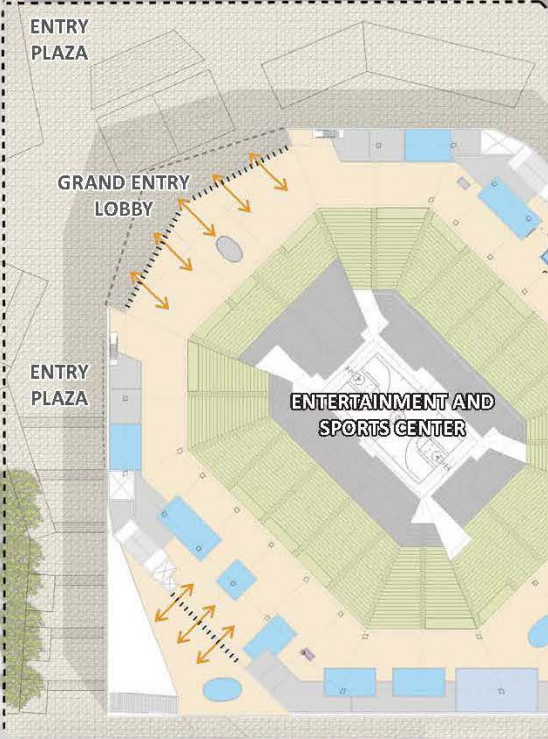 ENTRY
PLAZA
GRAND ENTRY
LOBBY
ENTRY
PLAZA
ENTERTAINMENT AND
SPORTS CENTER